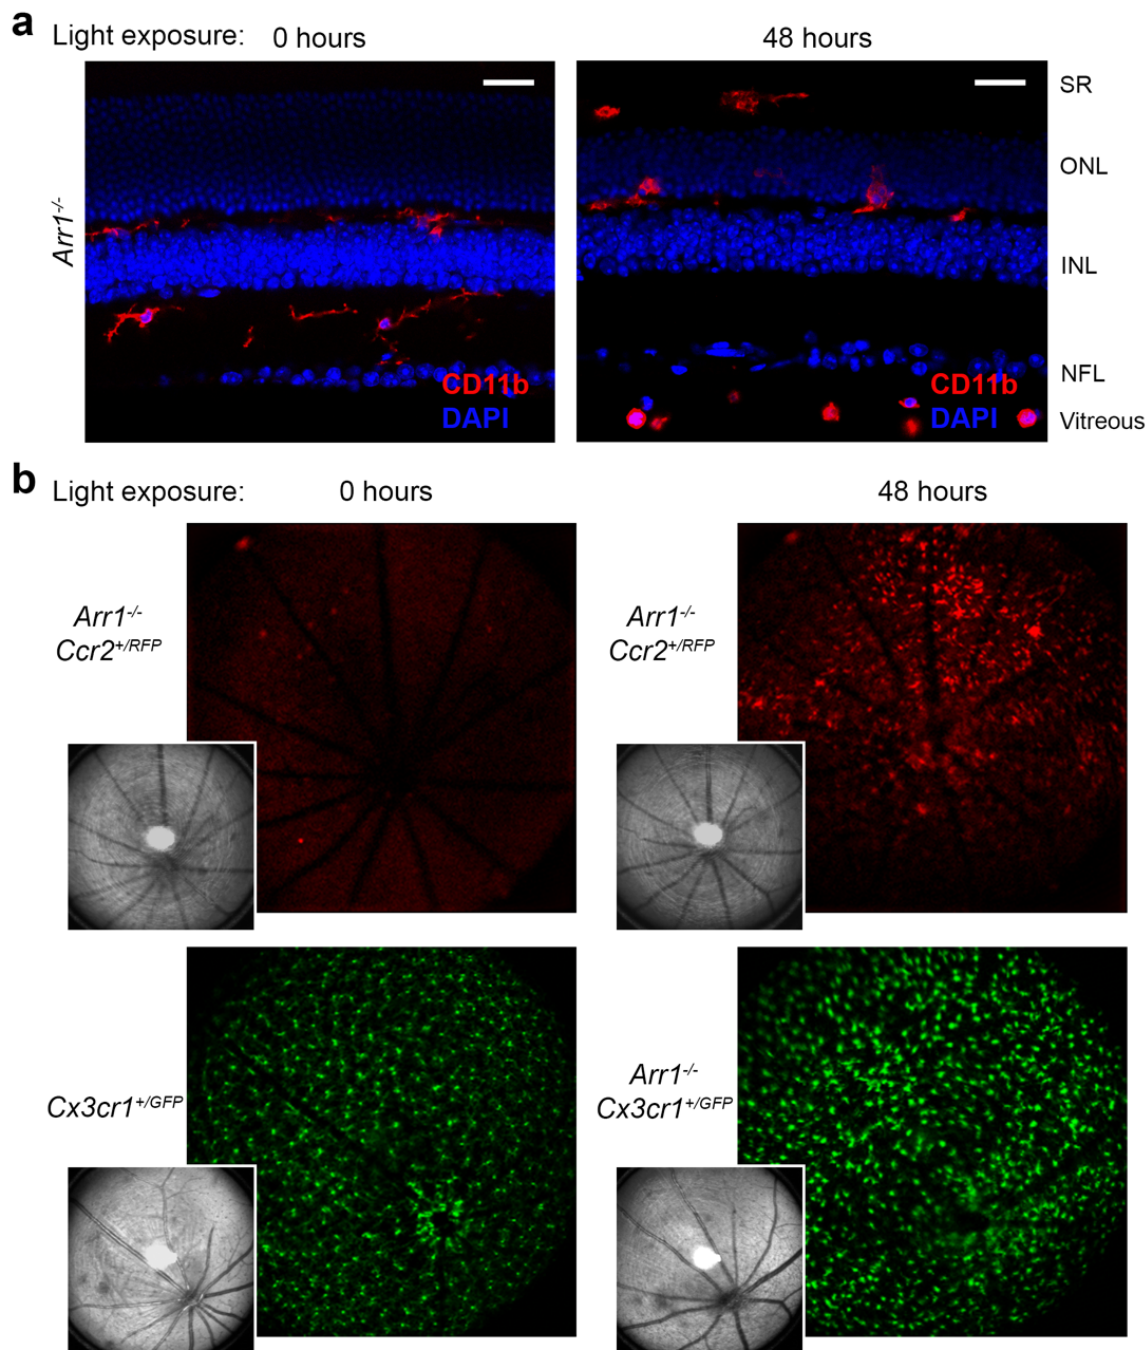 a
Light exposure: 0 hours 48 hours
Arr1-/-
CD11b
DAPI
CD11b
DAPI
SR
ONL
INL
NFL
Vitreous
b
Light exposure: 0 hours 48 hours
Arr1-/-
Ccr2+/RFP
Arr1-/-
Ccr2+/RFP
Cx3cr1+/GFP
Arr1-/-
Cx3cr1+/GFP